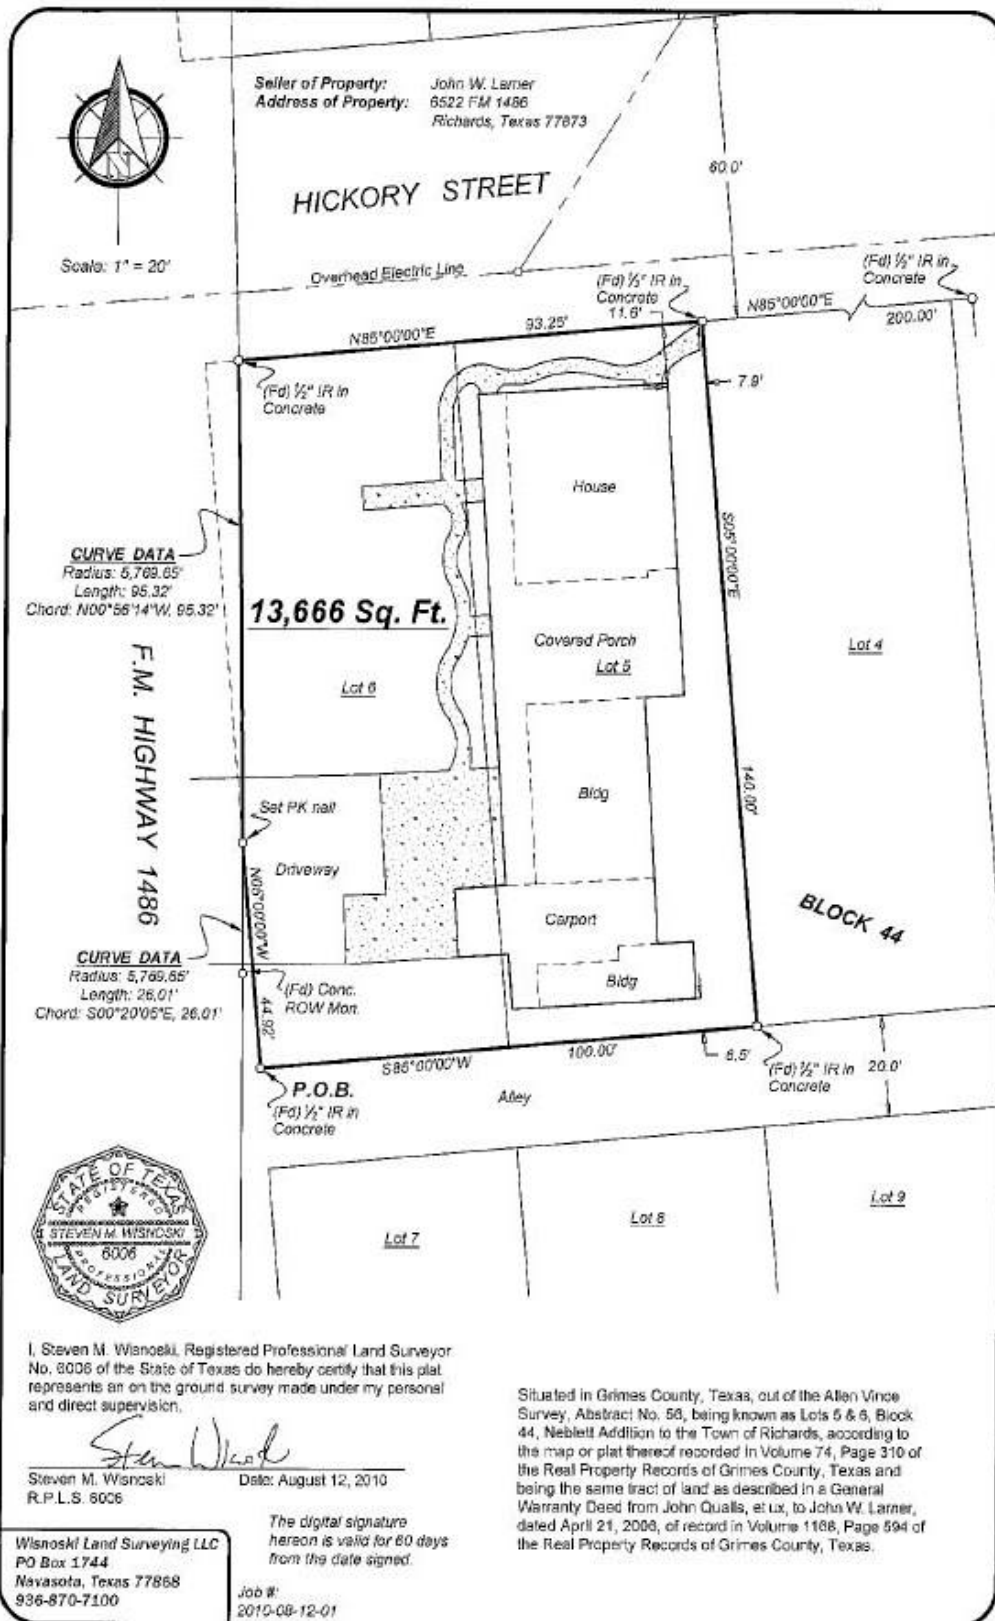 Seller of Property: John W. Larner
Address of Property: 6522 FM 1486
Richards, Texas 77873
N
Scale: 1" = 20'
HICKORY STREET
60.0'
Overhead Electric Line
(Fd) ½" IR in
Concrete
(Fd) ½" IR in
Concrete
11.6'
N85°00'00"E
93.25'
N85°00'00"E
200.00'
(Fd) ½" IR in
Concrete
7.9'
House
S05°00'00"E
CURVE DATA
Radius: 5,769.65'
Length: 95.32'
Chord: N00°56'14"W, 95.32'
13,666 Sq. Ft.
Covered Porch
Lot 5
Lot 4
Lot 6
F.M. HIGHWAY 1486
140.00'
Bldg
Set PK nail
Driveway
N05°00'00"W
BLOCK 44
Carport
CURVE DATA
Radius: 5,769.65'
Length: 26.01'
Chord: S00°20'05"E, 26.01'
Bldg
(Fd) Conc.
ROW Mon.
44.92'
S85°00'00"W
100.00'
6.5'
(Fd) ½" IR in
Concrete
20.0'
P.O.B.
(Fd) ½" IR in
Concrete
Alley
Lot 7
Lot 8
Lot 9
STATE OF TEXAS
REGISTERED
STEVEN M. WISNOSKI
6006
PROFESSIONAL
LAND SURVEYOR
I, Steven M. Wisnoski, Registered Professional Land Surveyor
No. 6006 of the State of Texas do hereby certify that this plat
represents an on the ground survey made under my personal
and direct supervision.
Steven M. Wisnoski Date: August 12, 2010
R.P.L.S. 6006
The digital signature
hereon is valid for 60 days
from the date signed.
Job #:
2010-08-12-01
Wisnoski Land Surveying LLC
PO Box 1744
Navasota, Texas 77868
936-870-7100
Situated in Grimes County, Texas, out of the Allen Vince
Survey, Abstract No. 56, being known as Lots 5 & 6, Block
44, Neblett Addition to the Town of Richards, according to
the map or plat thereof recorded in Volume 74, Page 310 of
the Real Property Records of Grimes County, Texas and
being the same tract of land as described in a General
Warranty Deed from John Qualls, et ux, to John W. Larner,
dated April 21, 2006, of record in Volume 1168, Page 594 of
the Real Property Records of Grimes County, Texas.